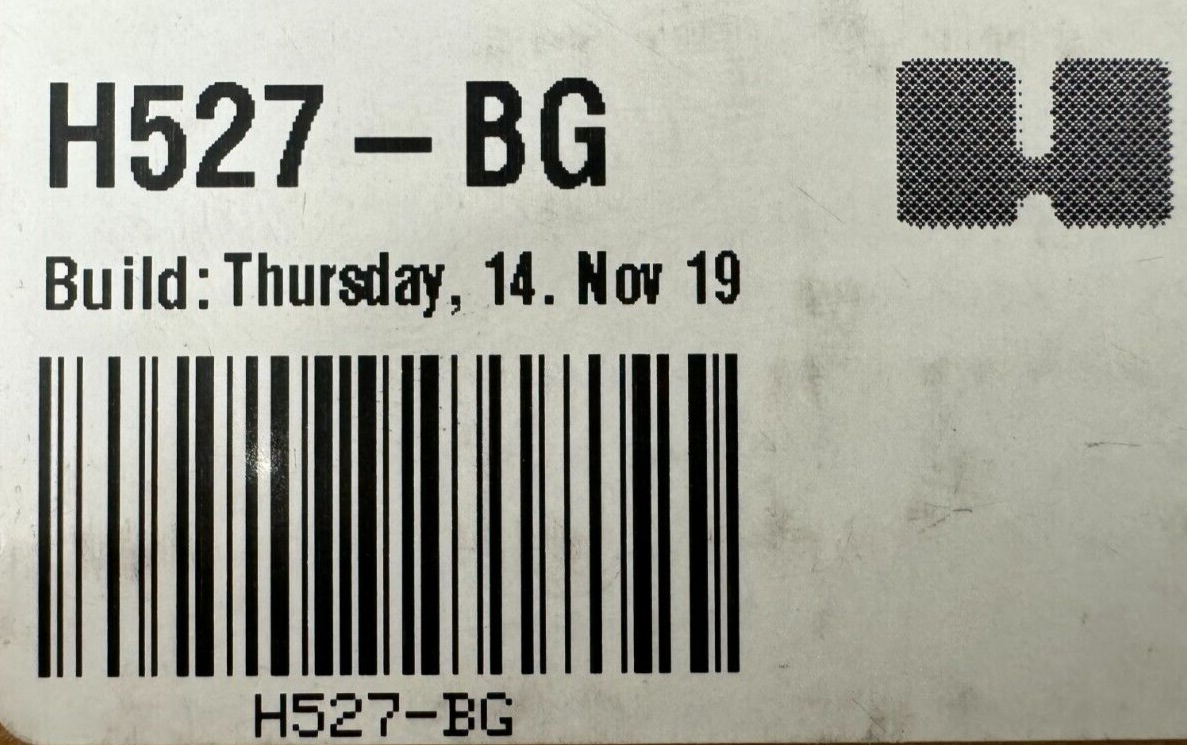 H527-BG
Build: Thursday, 14. Nov 19
H527-BG